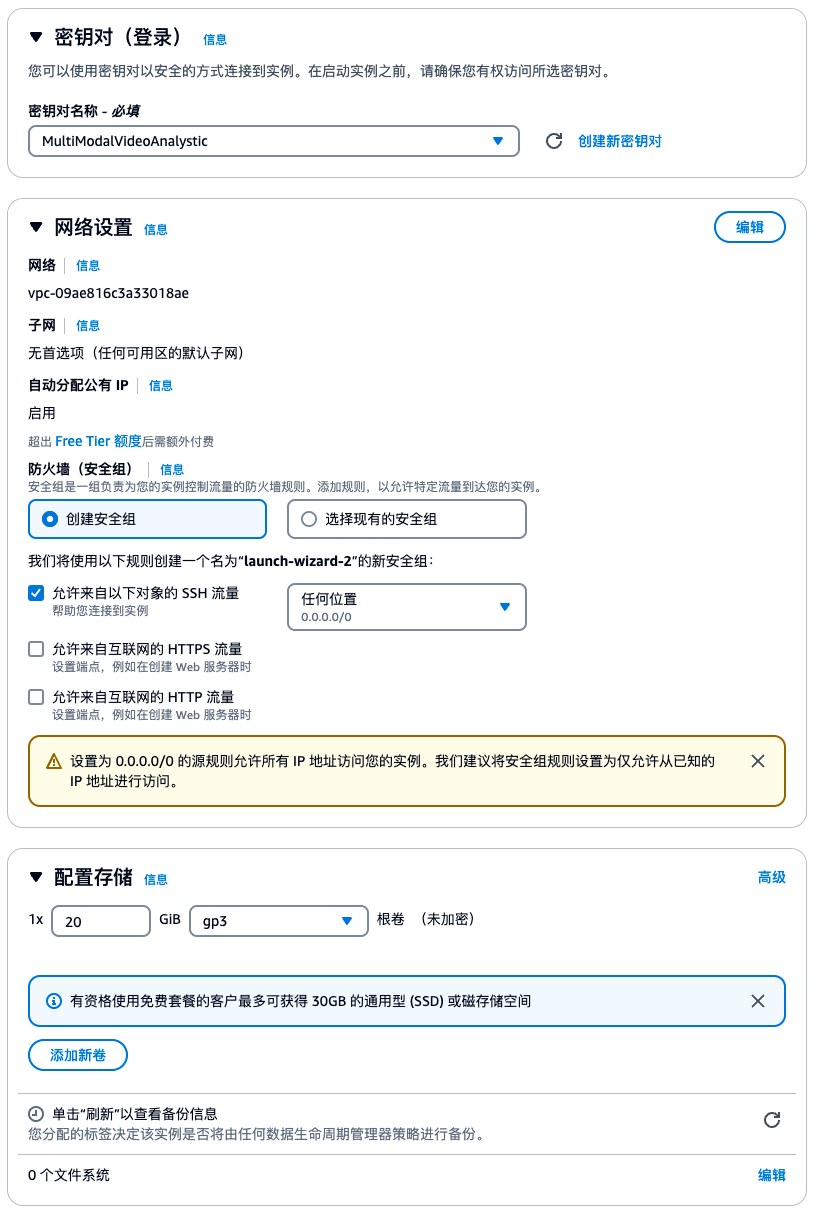 密钥对（登录） 信息
您可以使用密钥对以安全的方式连接到实例。在启动实例之前，请确保您有权访问所选密钥对。
密钥对名称 - 必填
MultiModalVideoAnalystic
创建新密钥对
网络设置 信息
编辑
网络 信息
vpc-09ae816c3a33018ae
子网 信息
无首选项（任何可用区的默认子网）
自动分配公有 IP 信息
启用
超出 Free Tier 额度后需额外付费
防火墙（安全组） 信息
安全组是一组负责为您的实例控制流量的防火墙规则。添加规则，以允许特定流量到达您的实例。
创建安全组
选择现有的安全组
我们将使用以下规则创建一个名为“launch-wizard-2”的新安全组：
允许来自以下对象的 SSH 流量
帮助您连接到实例
任何位置
0.0.0.0/0
允许来自互联网的 HTTPS 流量
设置端点，例如在创建 Web 服务器时
允许来自互联网的 HTTP 流量
设置端点，例如在创建 Web 服务器时
设置为 0.0.0.0/0 的源规则允许所有 IP 地址访问您的实例。我们建议将安全组规则设置为仅允许从已知的
IP 地址进行访问。
配置存储 信息
高级
1x 20 GiB gp3 根卷 （未加密）
有资格使用免费套餐的客户最多可获得 30GB 的通用型 (SSD) 或磁存储空间
添加新卷
单击“刷新”以查看备份信息
您分配的标签决定该实例是否将由任何数据生命周期管理器策略进行备份。
0 个文件系统
编辑